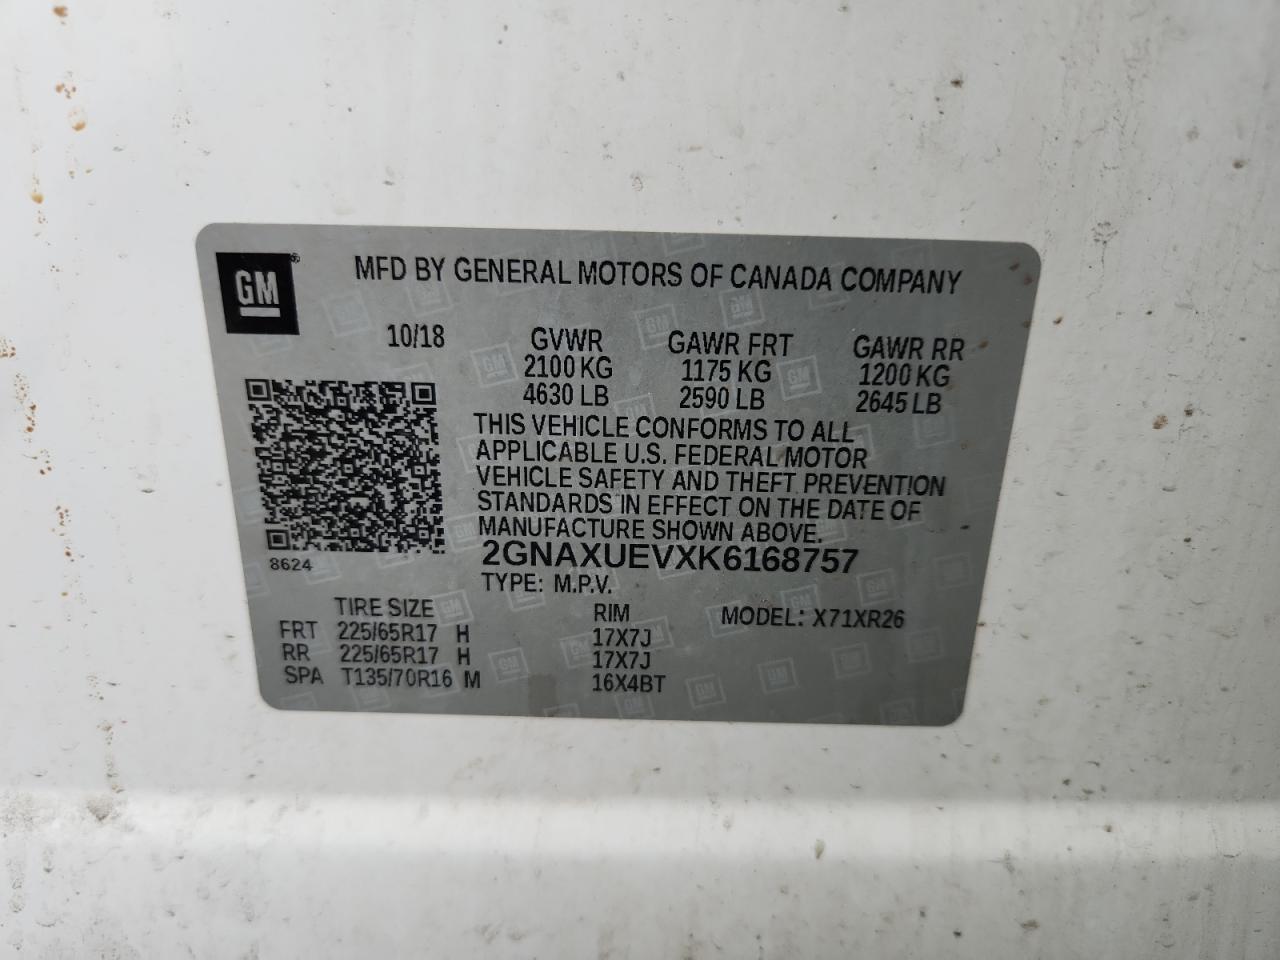 GM
MFD BY GENERAL MOTORS OF CANADA COMPANY
10/18 GVWR GAWR FRT GAWR RR
2100 KG 1175 KG 1200 KG
4630 LB 2590 LB 2645 LB
THIS VEHICLE CONFORMS TO ALL
APPLICABLE U.S. FEDERAL MOTOR
VEHICLE SAFETY AND THEFT PREVENTION
STANDARDS IN EFFECT ON THE DATE OF
MANUFACTURE SHOWN ABOVE.
8624 2GNAXUEVXK6168757
TYPE: M.P.V.
TIRE SIZE RIM MODEL: X71XR26
FRT 225/65R17 H 17X7J
RR 225/65R17 H 17X7J
SPA T135/70R16 M 16X4BT